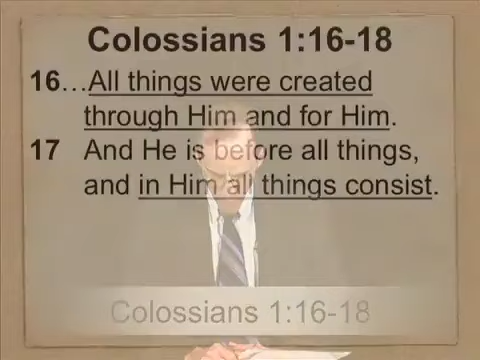 Colossians 1:16-18
16…All things were created
through Him and for Him.
17 And He is before all things,
and in Him all things consist.
Colossians 1:16-18